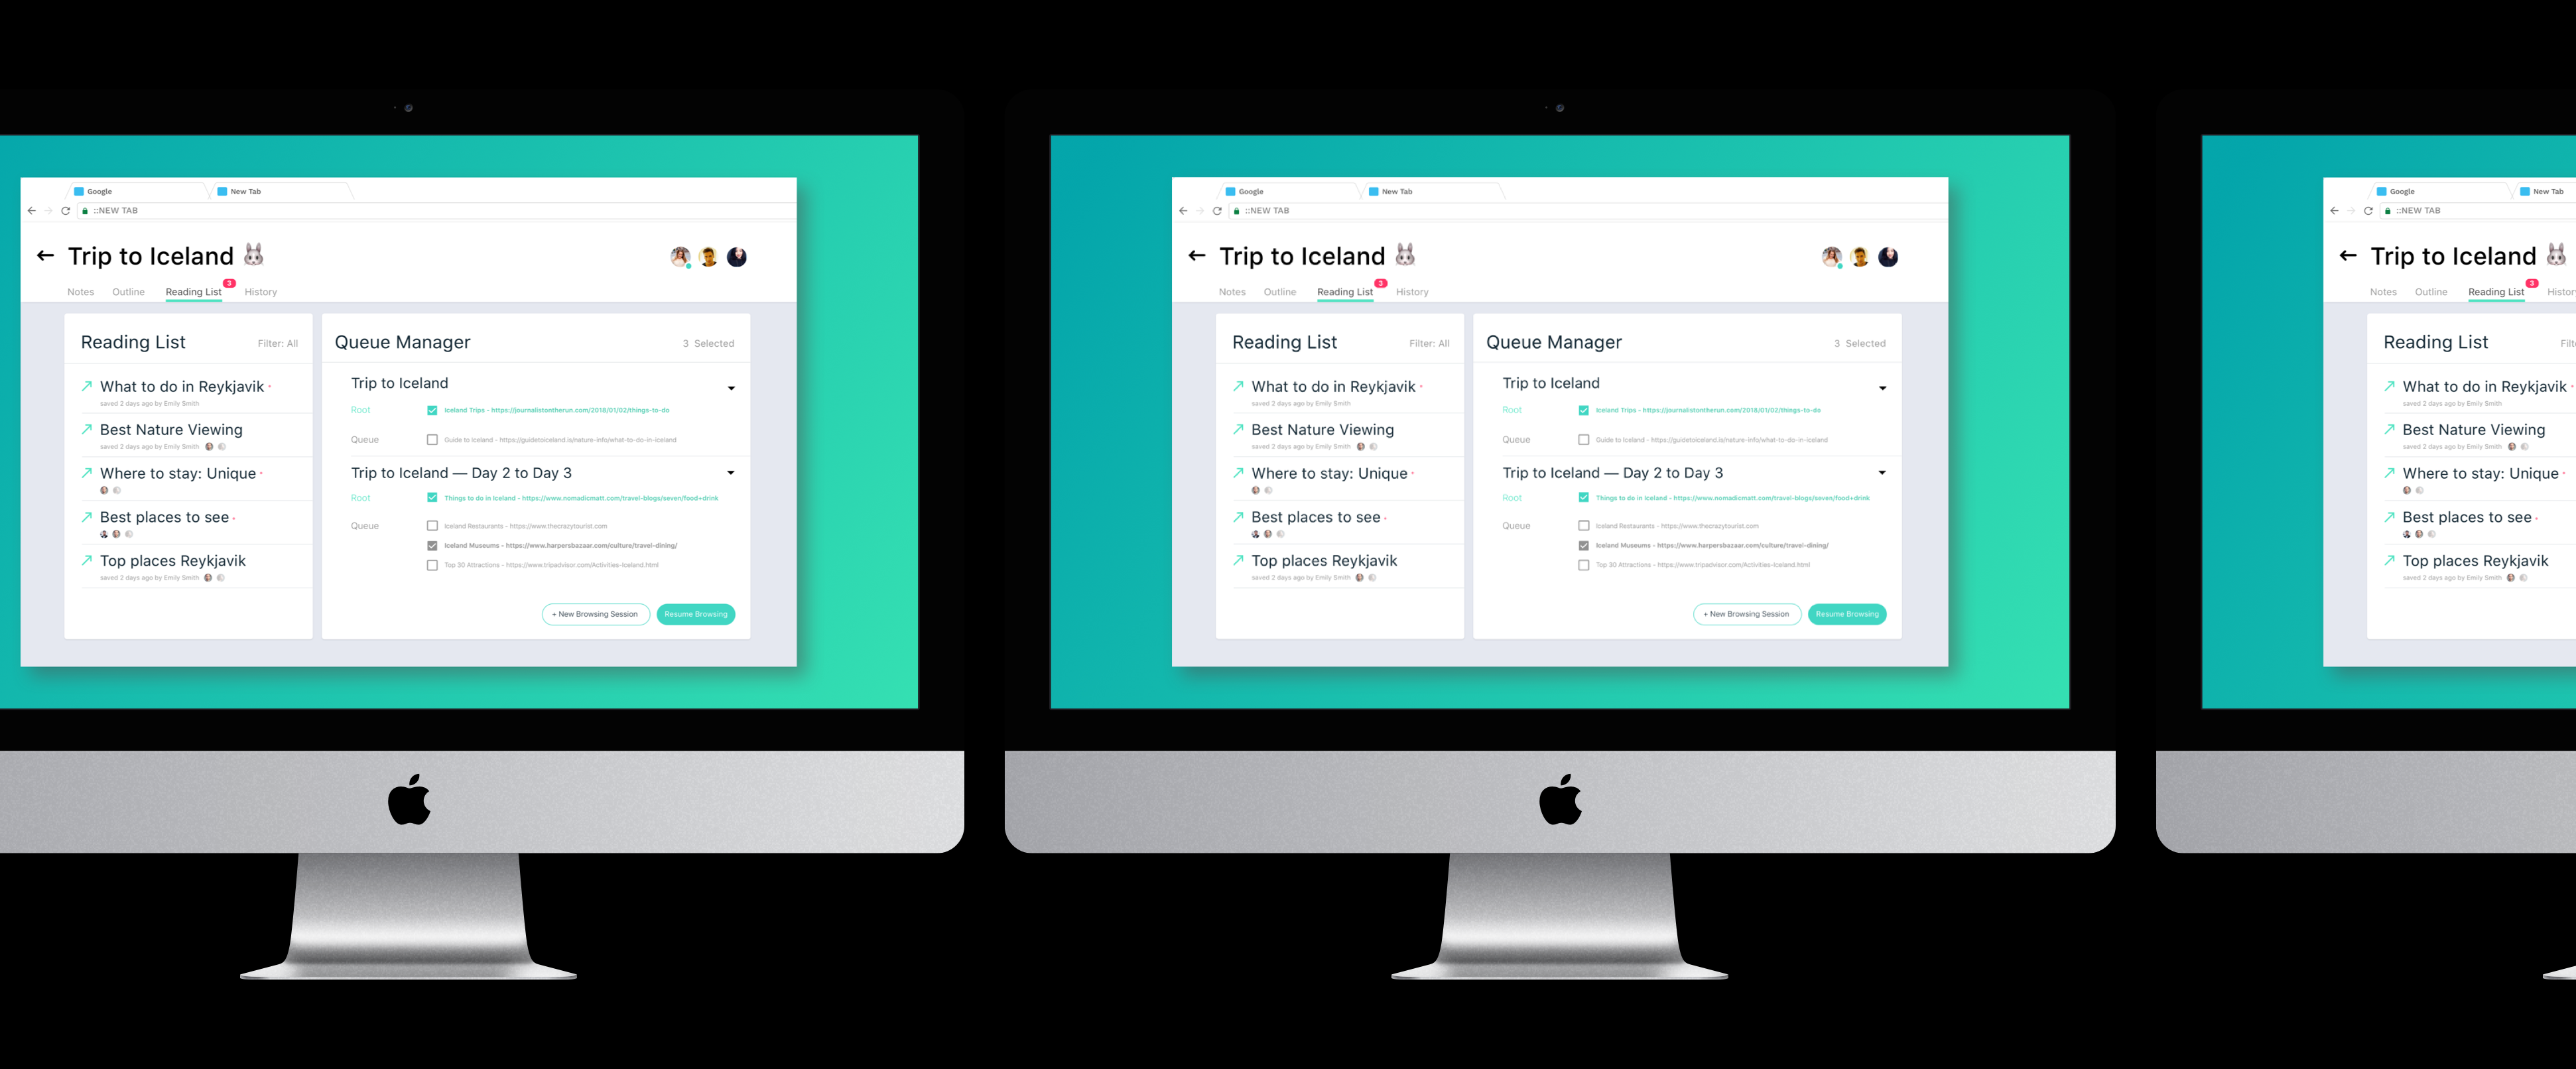 Google
New Tab
::NEW TAB
Trip to Iceland
Notes Outline Reading List 3 History
Reading List Filter: All
What to do in Reykjavik
saved 2 days ago by Emily Smith
Best Nature Viewing
saved 2 days ago by Emily Smith
Where to stay: Unique
Best places to see
Top places Reykjavik
saved 2 days ago by Emily Smith
Queue Manager 3 Selected
Trip to Iceland
Root Iceland Trips - https://journalistontherun.com/2018/01/02/things-to-do
Queue Guide to Iceland - https://guidetoiceland.is/nature-info/what-to-do-in-iceland
Trip to Iceland — Day 2 to Day 3
Root Things to do in Iceland - https://www.nomadicmatt.com/travel-blogs/seven/food+drink
Queue Iceland Restaurants - https://www.thecrazytourist.com
Iceland Museums - https://www.harpersbazaar.com/culture/travel-dining/
Top 30 Attractions - https://www.tripadvisor.com/Activities-Iceland.html
+ New Browsing Session Resume Browsing
Google
New Tab
::NEW TAB
Trip to Iceland
Notes Outline Reading List 3 History
Reading List Filter: All
What to do in Reykjavik
saved 2 days ago by Emily Smith
Best Nature Viewing
saved 2 days ago by Emily Smith
Where to stay: Unique
Best places to see
Top places Reykjavik
saved 2 days ago by Emily Smith
Queue Manager 3 Selected
Trip to Iceland
Root Iceland Trips - https://journalistontherun.com/2018/01/02/things-to-do
Queue Guide to Iceland - https://guidetoiceland.is/nature-info/what-to-do-in-iceland
Trip to Iceland — Day 2 to Day 3
Root Things to do in Iceland - https://www.nomadicmatt.com/travel-blogs/seven/food+drink
Queue Iceland Restaurants - https://www.thecrazytourist.com
Iceland Museums - https://www.harpersbazaar.com/culture/travel-dining/
Top 30 Attractions - https://www.tripadvisor.com/Activities-Iceland.html
+ New Browsing Session Resume Browsing
Google
New Tab
::NEW TAB
Trip to Iceland
Notes Outline Reading List 3
Reading List
What to do in Reykjavik
saved 2 days ago by Emily Smith
Best Nature Viewing
saved 2 days ago by Emily Smith
Where to stay: Unique
Best places to see
Top places Reykjavik
saved 2 days ago by Emily Smith